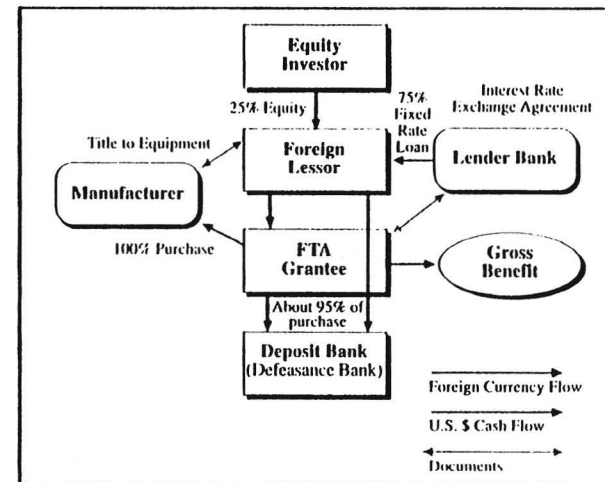 Equity
Investor
25% Equity
75%
Fixed
Rate
Loan
Interest Rate
Exchange Agreement
Title to Equipment
Foreign
Lessor
Lender Bank
Manufacturer
100% Purchase
FTA
Grantee
Gross
Benefit
About 95% of
purchase
Deposit Bank
(Defeasance Bank)
Foreign Currency Flow
U.S. $ Cash Flow
Documents